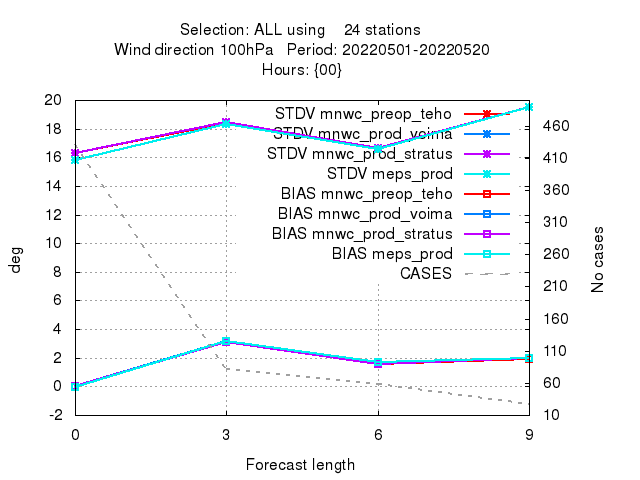 Selection: ALL using 24 stations
Wind direction 100hPa Period: 20220501-20220520
Hours: {00}
STDV mnwc_preop_teho
STDV mnwc_prod_voima
STDV mnwc_prod_stratus
STDV meps_prod
BIAS mnwc_preop_teho
BIAS mnwc_prod_voima
BIAS mnwc_prod_stratus
BIAS meps_prod
CASES
20
18
16
14
12
10
8
6
4
2
0
-2
deg
460
410
360
310
260
210
160
110
60
10
No cases
0 3 6 9
Forecast length